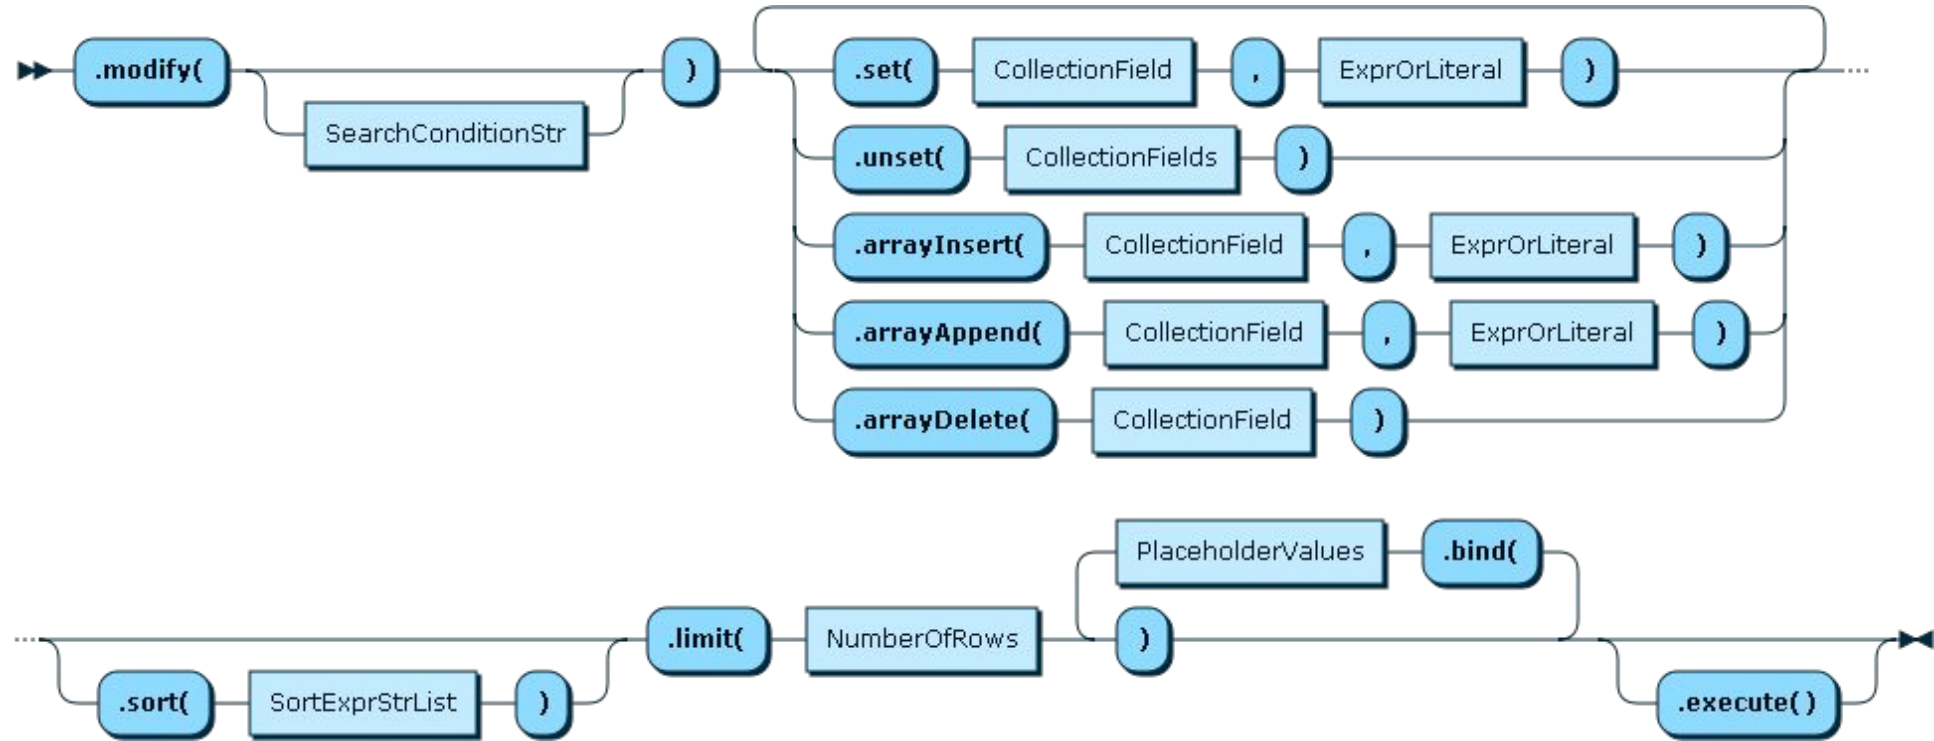 .modify( ) .set( CollectionField , ExprOrLiteral )
SearchConditionStr
.unset( CollectionFields )
.arrayInsert( CollectionField , ExprOrLiteral )
.arrayAppend( CollectionField , ExprOrLiteral )
.arrayDelete( CollectionField )
PlaceholderValues .bind(
.limit( NumberOfRows )
.sort( SortExprStrList ) .execute()